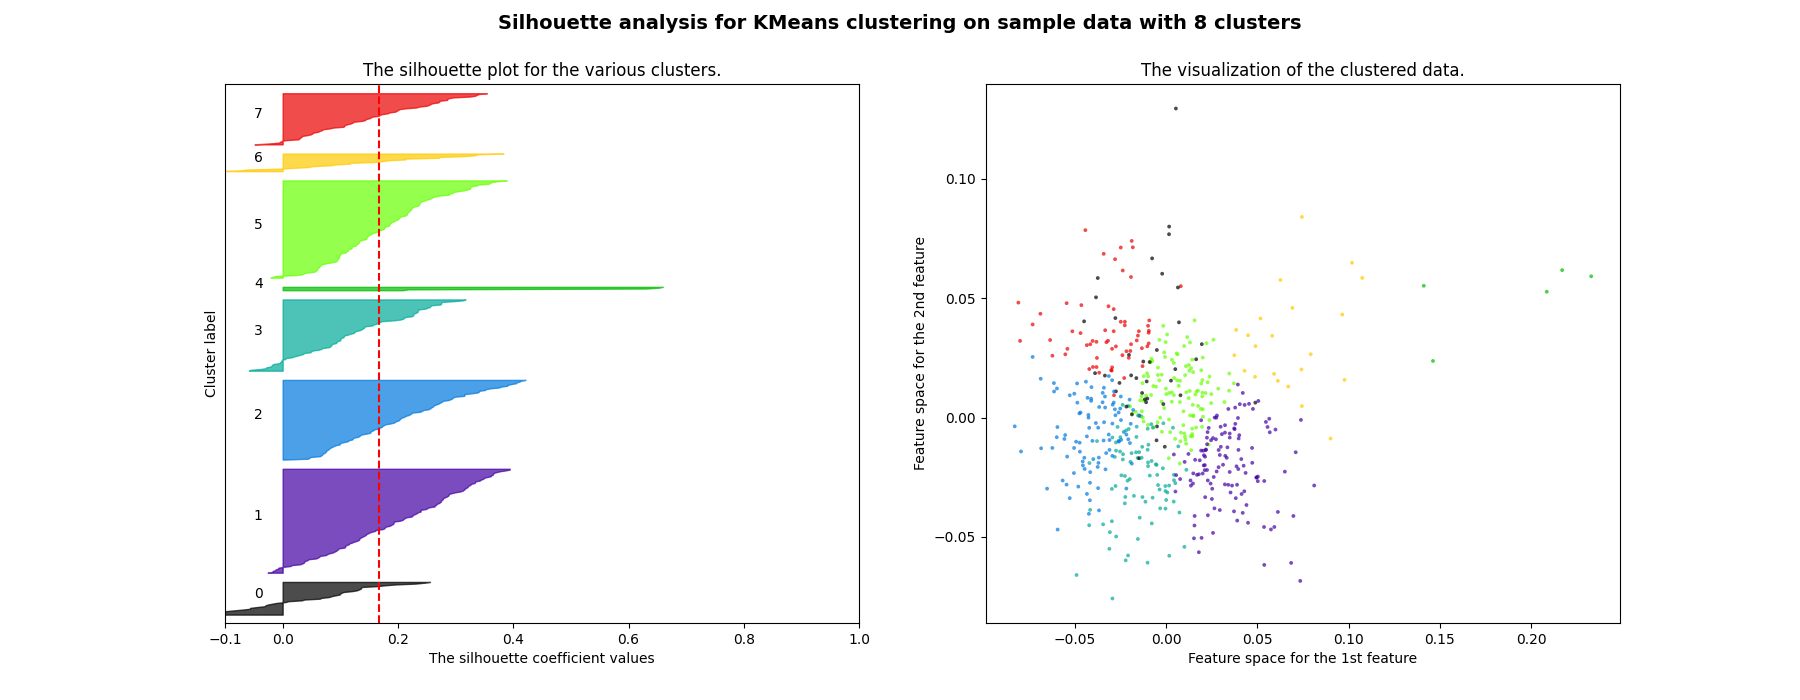 Silhouette analysis for KMeans clustering on sample data with 8 clusters
The silhouette plot for the various clusters.
Cluster label
7
6
5
4
3
2
1
0
−0.1 0.0 0.2 0.4 0.6 0.8 1.0
The silhouette coefficient values
The visualization of the clustered data.
Feature space for the 2nd feature
0.10
0.05
0.00
−0.05
−0.05 0.00 0.05 0.10 0.15 0.20
Feature space for the 1st feature